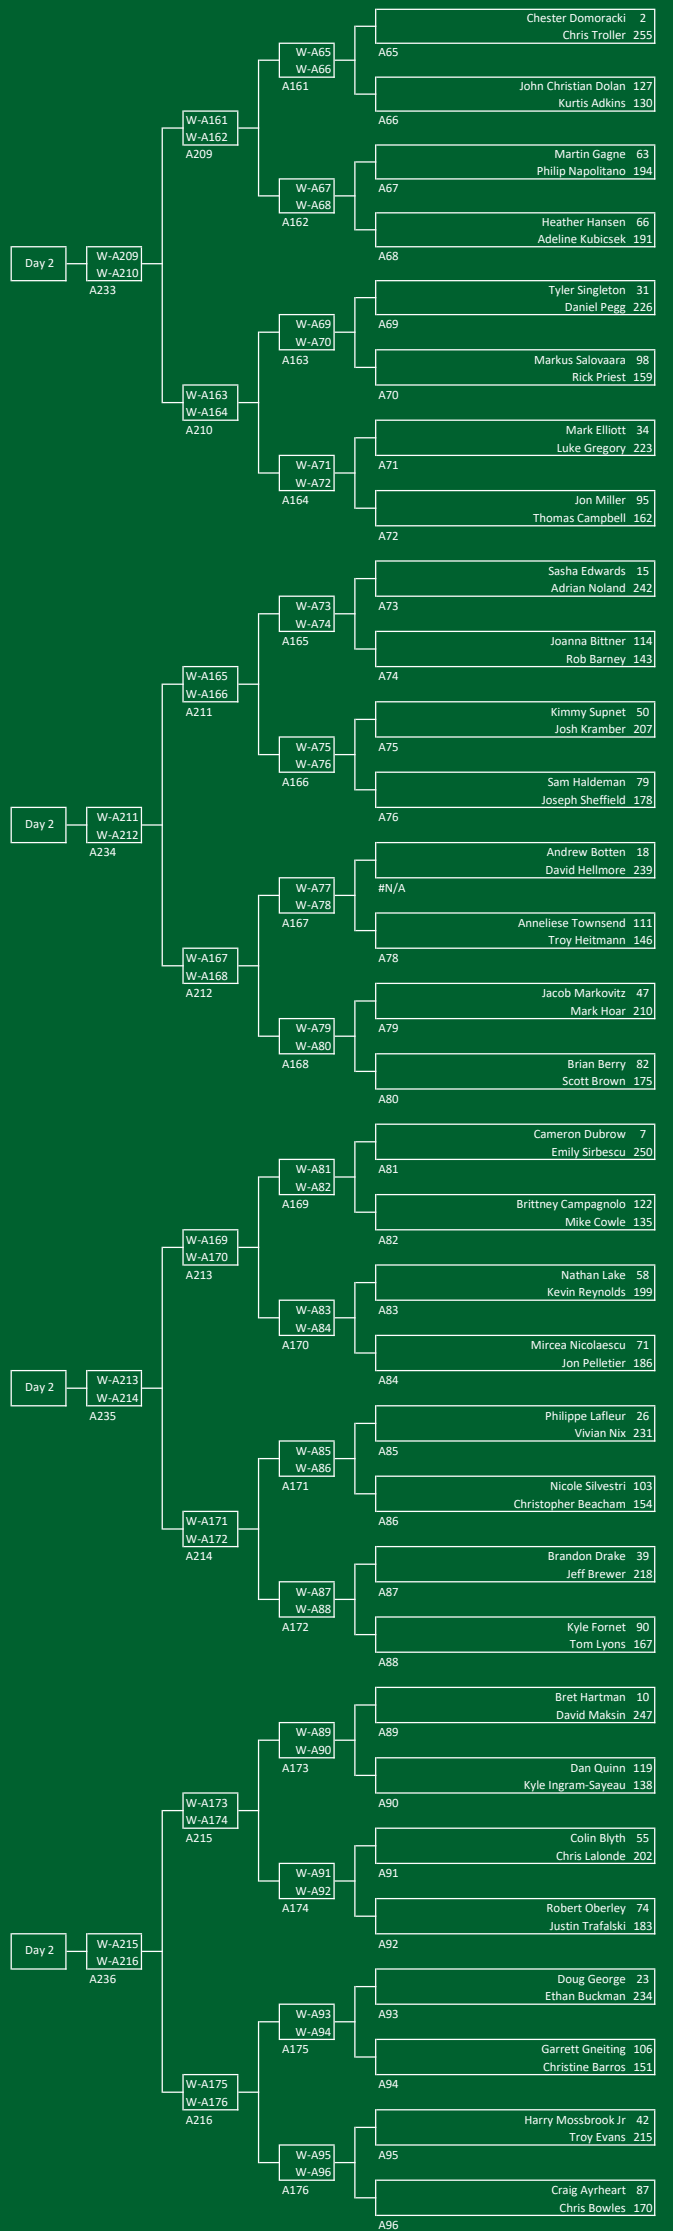 Chester Domoracki 2
Chris Troller 255
A65
W-A65
W-A66
A161
John Christian Dolan 127
Kurtis Adkins 130
A66
W-A161
W-A162
A209
Martin Gagne 63
Philip Napolitano 194
A67
W-A67
W-A68
A162
Heather Hansen 66
Adeline Kubicsek 191
A68
Day 2
W-A209
W-A210
A233
Tyler Singleton 31
Daniel Pegg 226
A69
W-A69
W-A70
A163
Markus Salovaara 98
Rick Priest 159
A70
W-A163
W-A164
A210
Mark Elliott 34
Luke Gregory 223
A71
W-A71
W-A72
A164
Jon Miller 95
Thomas Campbell 162
A72
Sasha Edwards 15
Adrian Noland 242
A73
W-A73
W-A74
A165
Joanna Bittner 114
Rob Barney 143
A74
W-A165
W-A166
A211
Kimmy Supnet 50
Josh Kramber 207
A75
W-A75
W-A76
A166
Sam Haldeman 79
Joseph Sheffield 178
A76
Day 2
W-A211
W-A212
A234
Andrew Botten 18
David Hellmore 239
#N/A
W-A77
W-A78
A167
Anneliese Townsend 111
Troy Heitmann 146
A78
W-A167
W-A168
A212
Jacob Markovitz 47
Mark Hoar 210
A79
W-A79
W-A80
A168
Brian Berry 82
Scott Brown 175
A80
Cameron Dubrow 7
Emily Sirbescu 250
A81
W-A81
W-A82
A169
Brittney Campagnolo 122
Mike Cowle 135
A82
W-A169
W-A170
A213
Nathan Lake 58
Kevin Reynolds 199
A83
W-A83
W-A84
A170
Mircea Nicolaescu 71
Jon Pelletier 186
A84
Day 2
W-A213
W-A214
A235
Philippe Lafleur 26
Vivian Nix 231
A85
W-A85
W-A86
A171
Nicole Silvestri 103
Christopher Beacham 154
A86
W-A171
W-A172
A214
Brandon Drake 39
Jeff Brewer 218
A87
W-A87
W-A88
A172
Kyle Fornet 90
Tom Lyons 167
A88
Bret Hartman 10
David Maksin 247
A89
W-A89
W-A90
A173
Dan Quinn 119
Kyle Ingram-Sayeau 138
A90
W-A173
W-A174
A215
Colin Blyth 55
Chris Lalonde 202
A91
W-A91
W-A92
A174
Robert Oberley 74
Justin Trafalski 183
A92
Day 2
W-A215
W-A216
A236
Doug George 23
Ethan Buckman 234
A93
W-A93
W-A94
A175
Garrett Gneiting 106
Christine Barros 151
A94
W-A175
W-A176
A216
Harry Mossbrook Jr 42
Troy Evans 215
A95
W-A95
W-A96
A176
Craig Ayrheart 87
Chris Bowles 170
A96